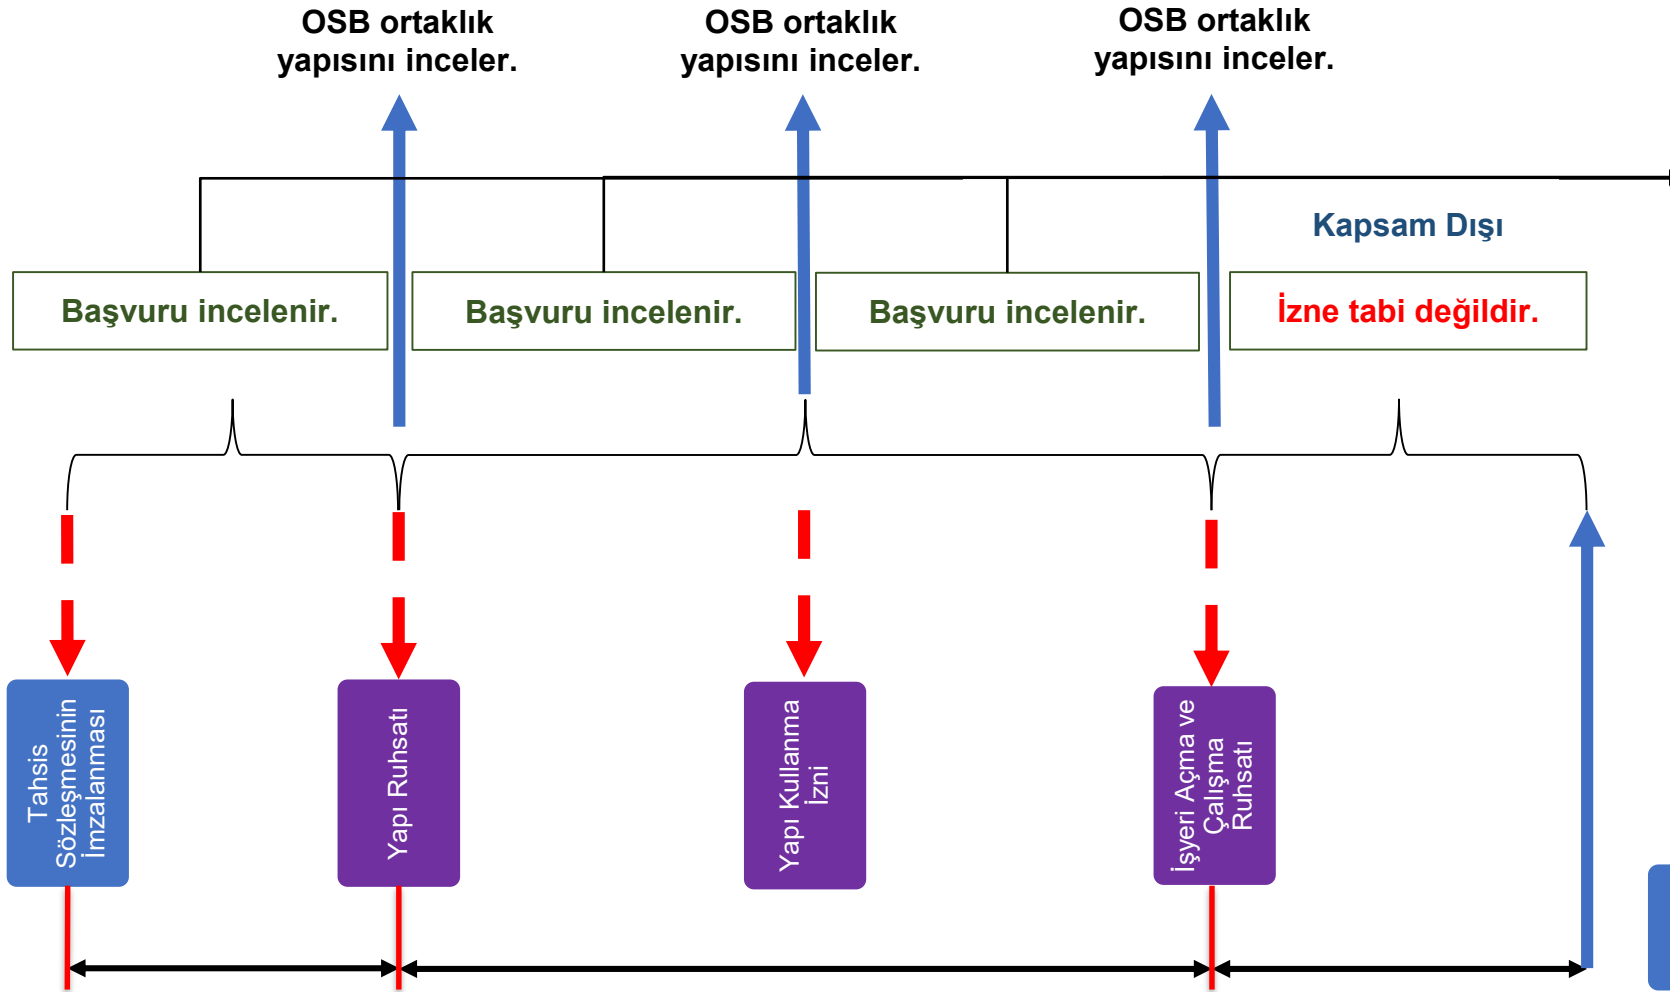 OSB ortaklık
yapısını inceler.
OSB ortaklık
yapısını inceler.
OSB ortaklık
yapısını inceler.
Kapsam Dışı
Başvuru incelenir.
Başvuru incelenir.
Başvuru incelenir.
İzne tabi değildir.
Tahsis
Sözleşmesinin
İmzalanması
Yapı Ruhsatı
Yapı Kullanma
İzni
İşyeri Açma ve
Çalışma
Ruhsatı